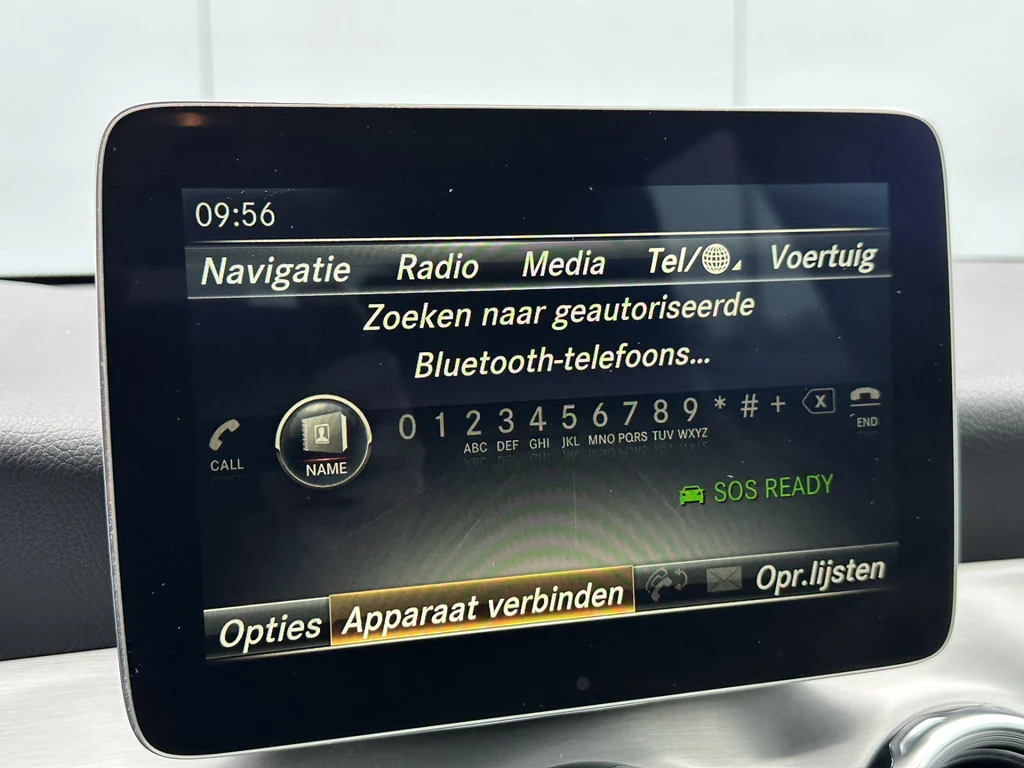 09:56
Navigatie Radio Media Tel/ Voertuig
Zoeken naar geautoriseerde
Bluetooth-telefoons...
CALL NAME 0 1 2 3 4 5 6 7 8 9 * # + X END
ABC DEF GHI JKL MNO PQRS TUV WXYZ
SOS READY
Opties Apparaat verbinden Opr.lijsten